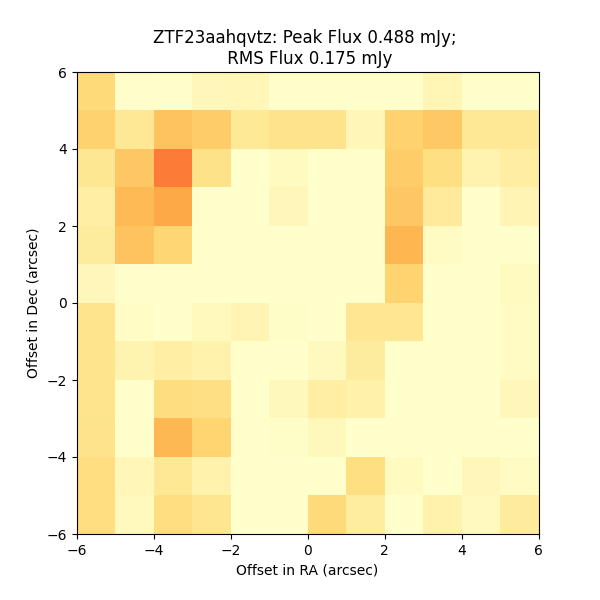 ZTF23aahqvtz: Peak Flux 0.488 mJy;
RMS Flux 0.175 mJy
6
4
2
0
−2
−4
−6
Offset in Dec (arcsec)
−6 −4 −2 0 2 4 6
Offset in RA (arcsec)